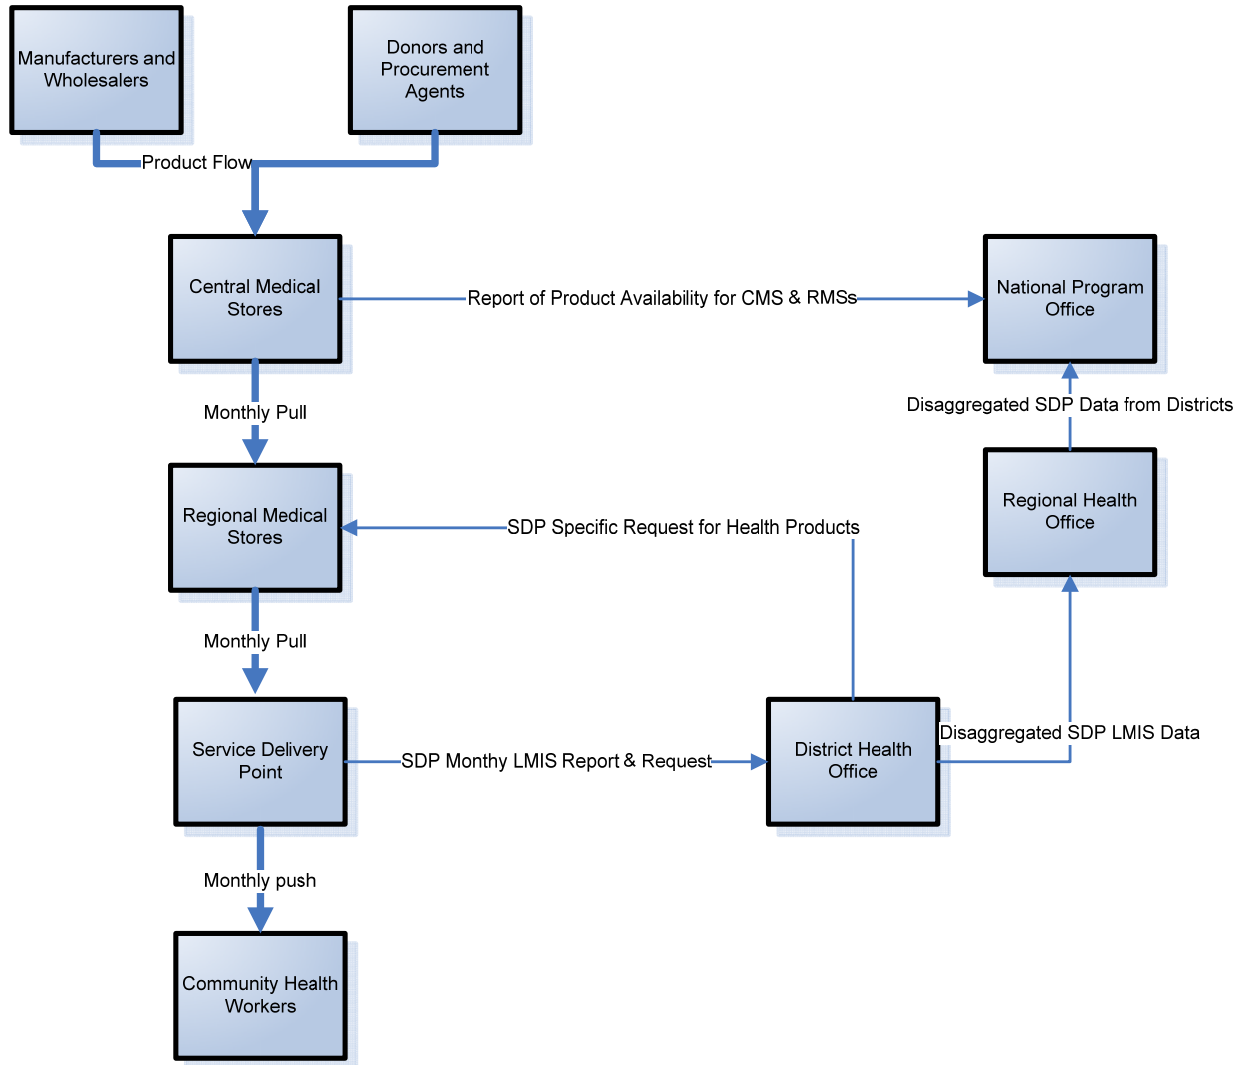 Manufacturers and
Wholesalers
Donors and
Procurement
Agents
Product Flow
Central Medical
Stores
Report of Product Availability for CMS & RMSs
National Program
Office
Monthly Pull
Disaggregated SDP Data from Districts
Regional Medical
Stores
SDP Specific Request for Health Products
Regional Health
Office
Monthly Pull
Service Delivery
Point
SDP Monthy LMIS Report & Request
District Health
Office
Disaggregated SDP LMIS Data
Monthly push
Community Health
Workers